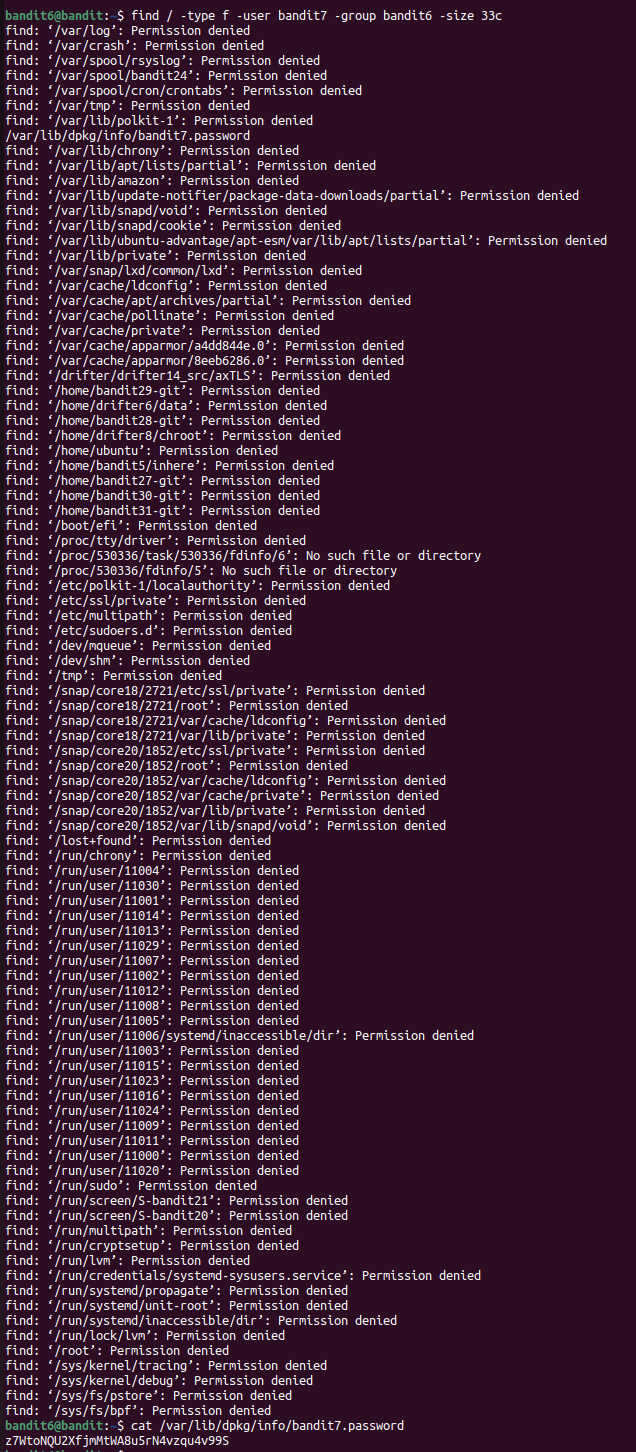 bandit6@bandit:~$ find / -type f -user bandit7 -group bandit6 -size 33c
find: ‘/var/log’: Permission denied
find: ‘/var/crash’: Permission denied
find: ‘/var/spool/rsyslog’: Permission denied
find: ‘/var/spool/bandit24’: Permission denied
find: ‘/var/spool/cron/crontabs’: Permission denied
find: ‘/var/tmp’: Permission denied
find: ‘/var/lib/polkit-1’: Permission denied
/var/lib/dpkg/info/bandit7.password
find: ‘/var/lib/chrony’: Permission denied
find: ‘/var/lib/apt/lists/partial’: Permission denied
find: ‘/var/lib/amazon’: Permission denied
find: ‘/var/lib/update-notifier/package-data-downloads/partial’: Permission denied
find: ‘/var/lib/snapd/void’: Permission denied
find: ‘/var/lib/snapd/cookie’: Permission denied
find: ‘/var/lib/ubuntu-advantage/apt-esm/var/lib/apt/lists/partial’: Permission denied
find: ‘/var/lib/private’: Permission denied
find: ‘/var/snap/lxd/common/lxd’: Permission denied
find: ‘/var/cache/ldconfig’: Permission denied
find: ‘/var/cache/apt/archives/partial’: Permission denied
find: ‘/var/cache/pollinate’: Permission denied
find: ‘/var/cache/private’: Permission denied
find: ‘/var/cache/apparmor/a4dd844e.0’: Permission denied
find: ‘/var/cache/apparmor/8eeb6286.0’: Permission denied
find: ‘/drifter/drifter14_src/axTLS’: Permission denied
find: ‘/home/bandit29-git’: Permission denied
find: ‘/home/drifter6/data’: Permission denied
find: ‘/home/bandit28-git’: Permission denied
find: ‘/home/drifter8/chroot’: Permission denied
find: ‘/home/ubuntu’: Permission denied
find: ‘/home/bandit5/inhere’: Permission denied
find: ‘/home/bandit27-git’: Permission denied
find: ‘/home/bandit30-git’: Permission denied
find: ‘/home/bandit31-git’: Permission denied
find: ‘/boot/efi’: Permission denied
find: ‘/proc/tty/driver’: Permission denied
find: ‘/proc/530336/task/530336/fdinfo/6’: No such file or directory
find: ‘/proc/530336/fdinfo/5’: No such file or directory
find: ‘/etc/polkit-1/localauthority’: Permission denied
find: ‘/etc/ssl/private’: Permission denied
find: ‘/etc/multipath’: Permission denied
find: ‘/etc/sudoers.d’: Permission denied
find: ‘/dev/mqueue’: Permission denied
find: ‘/dev/shm’: Permission denied
find: ‘/tmp’: Permission denied
find: ‘/snap/core18/2721/etc/ssl/private’: Permission denied
find: ‘/snap/core18/2721/root’: Permission denied
find: ‘/snap/core18/2721/var/cache/ldconfig’: Permission denied
find: ‘/snap/core18/2721/var/lib/private’: Permission denied
find: ‘/snap/core20/1852/etc/ssl/private’: Permission denied
find: ‘/snap/core20/1852/root’: Permission denied
find: ‘/snap/core20/1852/var/cache/ldconfig’: Permission denied
find: ‘/snap/core20/1852/var/cache/private’: Permission denied
find: ‘/snap/core20/1852/var/lib/private’: Permission denied
find: ‘/snap/core20/1852/var/lib/snapd/void’: Permission denied
find: ‘/lost+found’: Permission denied
find: ‘/run/chrony’: Permission denied
find: ‘/run/user/11004’: Permission denied
find: ‘/run/user/11030’: Permission denied
find: ‘/run/user/11001’: Permission denied
find: ‘/run/user/11014’: Permission denied
find: ‘/run/user/11013’: Permission denied
find: ‘/run/user/11029’: Permission denied
find: ‘/run/user/11007’: Permission denied
find: ‘/run/user/11002’: Permission denied
find: ‘/run/user/11012’: Permission denied
find: ‘/run/user/11008’: Permission denied
find: ‘/run/user/11005’: Permission denied
find: ‘/run/user/11006/systemd/inaccessible/dir’: Permission denied
find: ‘/run/user/11003’: Permission denied
find: ‘/run/user/11015’: Permission denied
find: ‘/run/user/11023’: Permission denied
find: ‘/run/user/11016’: Permission denied
find: ‘/run/user/11024’: Permission denied
find: ‘/run/user/11009’: Permission denied
find: ‘/run/user/11011’: Permission denied
find: ‘/run/user/11000’: Permission denied
find: ‘/run/user/11020’: Permission denied
find: ‘/run/sudo’: Permission denied
find: ‘/run/screen/S-bandit21’: Permission denied
find: ‘/run/screen/S-bandit20’: Permission denied
find: ‘/run/multipath’: Permission denied
find: ‘/run/cryptsetup’: Permission denied
find: ‘/run/lvm’: Permission denied
find: ‘/run/credentials/systemd-sysusers.service’: Permission denied
find: ‘/run/systemd/propagate’: Permission denied
find: ‘/run/systemd/unit-root’: Permission denied
find: ‘/run/systemd/inaccessible/dir’: Permission denied
find: ‘/run/lock/lvm’: Permission denied
find: ‘/root’: Permission denied
find: ‘/sys/kernel/tracing’: Permission denied
find: ‘/sys/kernel/debug’: Permission denied
find: ‘/sys/fs/pstore’: Permission denied
find: ‘/sys/fs/bpf’: Permission denied
bandit6@bandit:~$ cat /var/lib/dpkg/info/bandit7.password
z7WtoNQU2XfjmMtWA8u5rN4vzqu4v99S